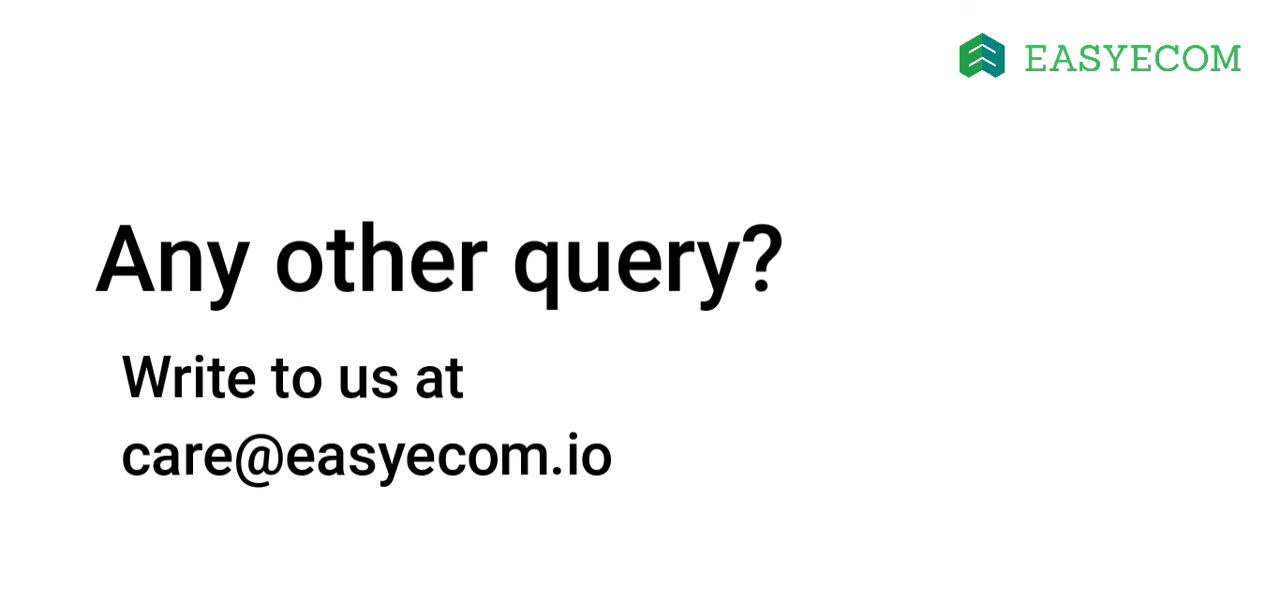 EASYECOM
Any other query?
Write to us at
care@easyecom.io